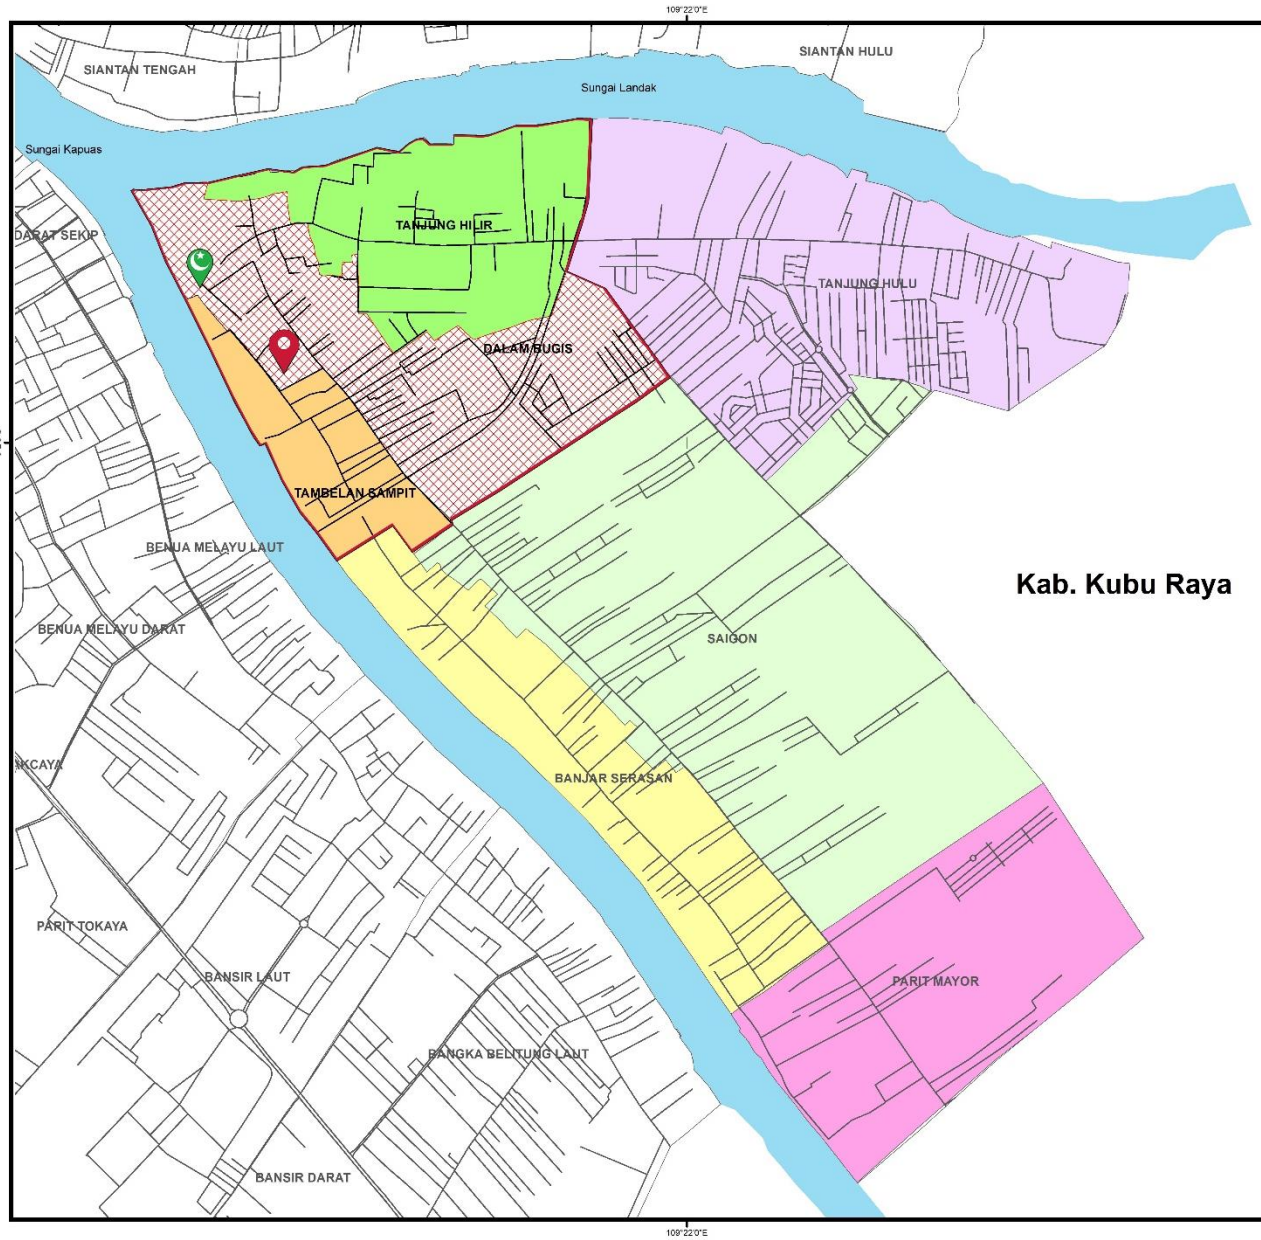 109°22'0"E
SIANTAN HULU
SIANTAN TENGAH
Sungai Landak
Sungai Kapuas
TANJUNG HILIR
DARAT SEKIP
TANJUNG HULU
DALAM BUGIS
TAMBELAN SAMPIT
BENUA MELAYU LAUT
Kab. Kubu Raya
BENUA MELAYU DARAT
SAIGON
AKCAYA
BANJAR SERASAN
PARIT TOKAYA
BANSIR LAUT
PARIT MAYOR
BANGKA BELITUNG LAUT
BANSIR DARAT
109°22'0"E